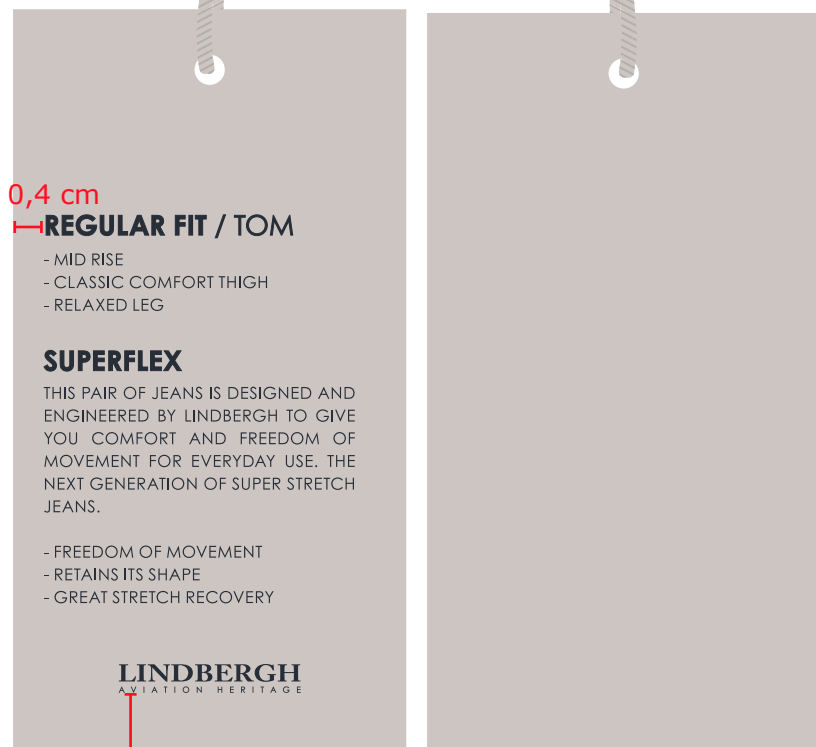 0,4 cm
REGULAR FIT / TOM
- MID RISE
- CLASSIC COMFORT THIGH
- RELAXED LEG
SUPERFLEX
THIS PAIR OF JEANS IS DESIGNED AND
ENGINEERED BY LINDBERGH TO GIVE
YOU COMFORT AND FREEDOM OF
MOVEMENT FOR EVERYDAY USE. THE
NEXT GENERATION OF SUPER STRETCH
JEANS.
- FREEDOM OF MOVEMENT
- RETAINS ITS SHAPE
- GREAT STRETCH RECOVERY
LINDBERGH
AVIATION HERITAGE